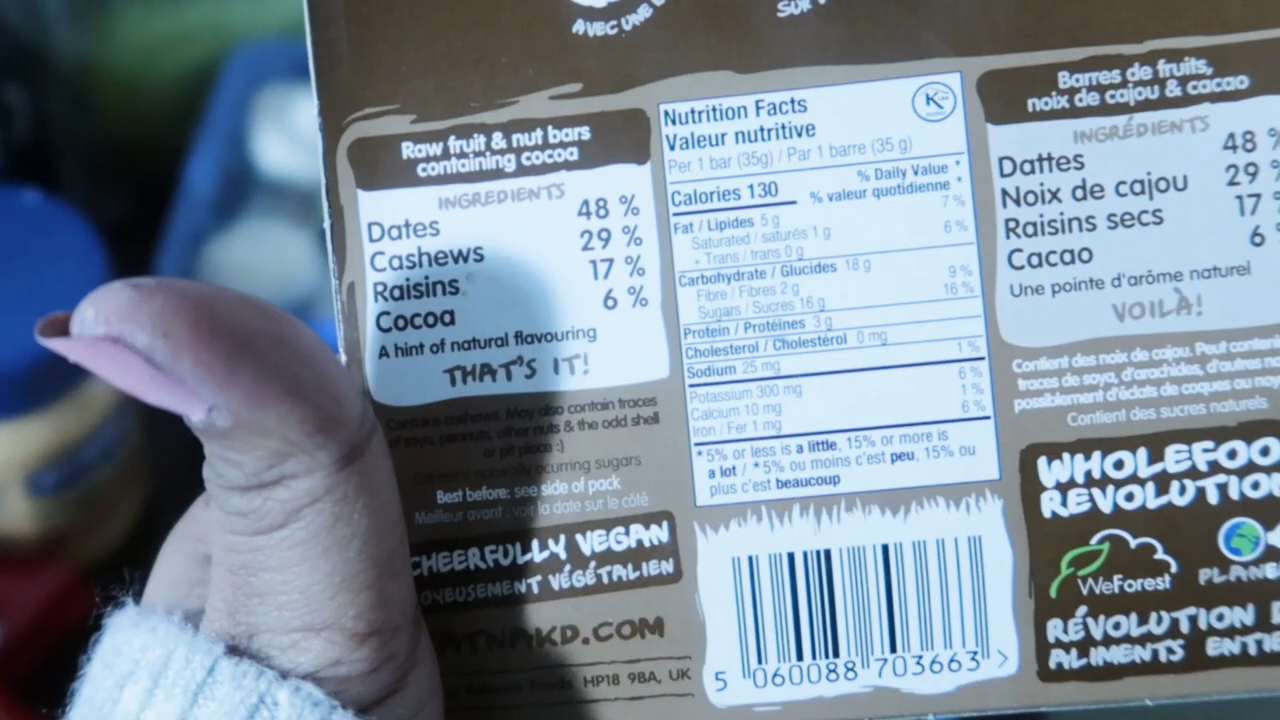 AVEC UNE
SUR
Raw fruit & nut bars
containing cocoa
INGREDIENTS
Dates 48 %
Cashews 29 %
Raisins 17 %
Cocoa 6 %
A hint of natural flavouring
THAT'S IT!
Contains cashews. May also contain traces
of soya, peanuts, other nuts & the odd shell
or pit piece :)
Contains naturally ocurring sugars
Best before: see side of pack
Meilleur avant : voir la date sur le côté
CHEERFULLY VEGAN
OYEUSEMENT VÉGÉTALIEN
ATNAKD.COM
HP18 9BA, UK
K
Nutrition Facts
Valeur nutritive
Per 1 bar (35g) / Par 1 barre (35 g)
Calories 130
% Daily Value *
% valeur quotidienne *
Fat / Lipides 5 g 7 %
Saturated / saturés 1 g 6 %
+ Trans / trans 0 g
Carbohydrate / Glucides 18 g
Fibre / Fibres 2 g 9 %
Sugars / Sucres 16 g 16 %
Protein / Protéines 3 g
Cholesterol / Cholestérol 0 mg
Sodium 25 mg 1 %
Potassium 300 mg 6 %
Calcium 10 mg 1 %
Iron / Fer 1 mg 6 %
*5% or less is a little, 15% or more is
a lot / *5% ou moins c'est peu, 15% ou
plus c'est beaucoup
5 060088 703663 >
Barres de fruits,
noix de cajou & cacao
INGRÉDIENTS
Dattes 48 %
Noix de cajou 29 %
Raisins secs 17 %
Cacao 6
Une pointe d'arôme naturel
VOILÀ!
Contient des noix de cajou. Peut conteni
traces de soya, d'arachides, d'autres no
possiblement d'éclats de coques ou noy
Contient des sucres naturels
WHOLEFOO
REVOLUTION
WeForest
PLANE
RÉVOLUTION
ALIMENTS ENTIE